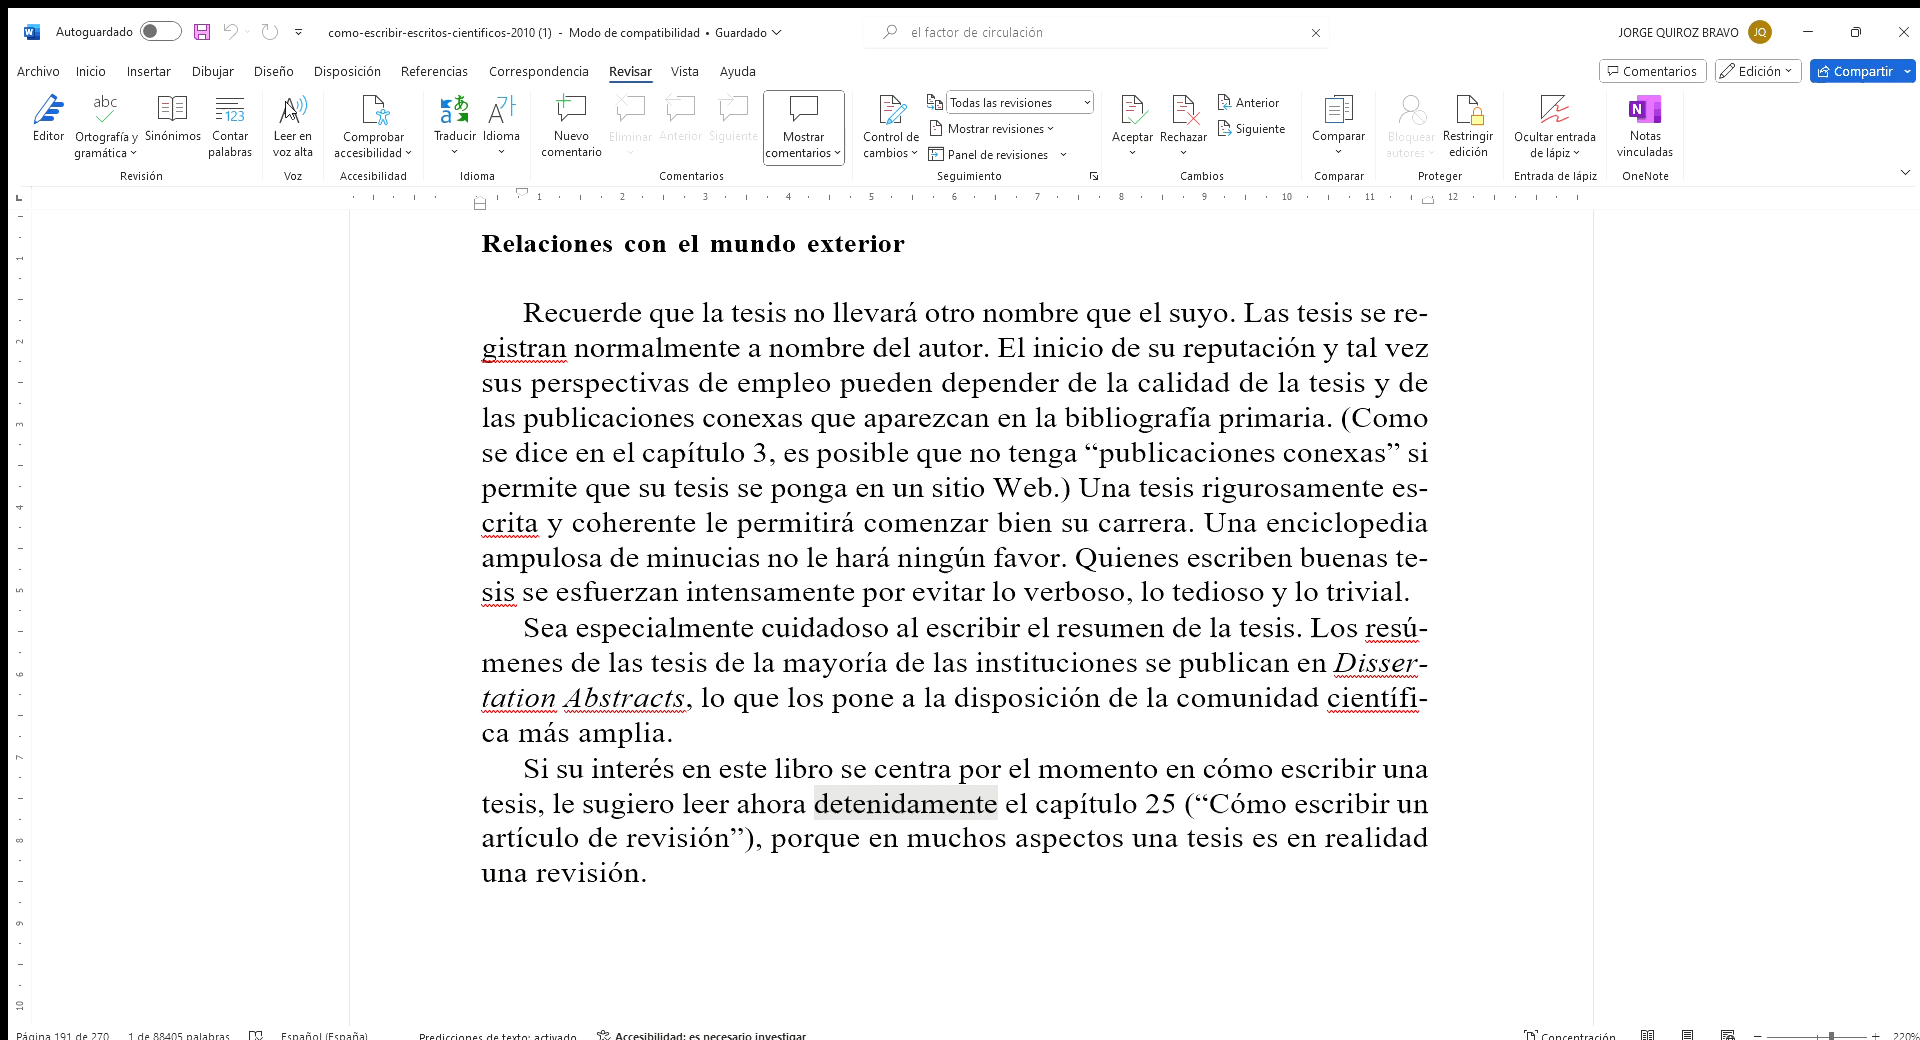 Autoguardado
como-escribir-escritos-cientificos-2010 (1) - Modo de compatibilidad • Guardado
el factor de circulación
JORGE QUIROZ BRAVO
JQ
Archivo Inicio Insertar Dibujar Diseño Disposición Referencias Correspondencia Revisar Vista Ayuda
Comentarios Edición Compartir
Editor
Ortografía y gramática
Sinónimos
Contar palabras
Leer en voz alta
Comprobar accesibilidad
Traducir
Idioma
Nuevo comentario
Eliminar
Anterior
Siguiente
Mostrar comentarios
Control de cambios
Todas las revisiones
Mostrar revisiones
Panel de revisiones
Aceptar
Rechazar
Anterior
Siguiente
Comparar
Bloquear autores
Restringir edición
Ocultar entrada de lápiz
Notas vinculadas
Revisión Voz Accesibilidad Idioma Comentarios Seguimiento Cambios Comparar Proteger Entrada de lápiz OneNote
1 2 3 4 5 6 7 8 9 10 11 12
Relaciones con el mundo exterior
Recuerde que la tesis no llevará otro nombre que el suyo. Las tesis se re-
gistran normalmente a nombre del autor. El inicio de su reputación y tal vez
sus perspectivas de empleo pueden depender de la calidad de la tesis y de
las publicaciones conexas que aparezcan en la bibliografía primaria. (Como
se dice en el capítulo 3, es posible que no tenga “publicaciones conexas” si
permite que su tesis se ponga en un sitio Web.) Una tesis rigurosamente es-
crita y coherente le permitirá comenzar bien su carrera. Una enciclopedia
ampulosa de minucias no le hará ningún favor. Quienes escriben buenas te-
sis se esfuerzan intensamente por evitar lo verboso, lo tedioso y lo trivial.
Sea especialmente cuidadoso al escribir el resumen de la tesis. Los resú-
menes de las tesis de la mayoría de las instituciones se publican en Disser-
tation Abstracts, lo que los pone a la disposición de la comunidad científi-
ca más amplia.
Si su interés en este libro se centra por el momento en cómo escribir una
tesis, le sugiero leer ahora detenidamente el capítulo 25 (“Cómo escribir un
artículo de revisión”), porque en muchos aspectos una tesis es en realidad
una revisión.
Página 191 de 270 1 de 88405 palabras Español (España) Predicciones de texto: activado Accesibilidad: es necesario investigar Concentración 220%